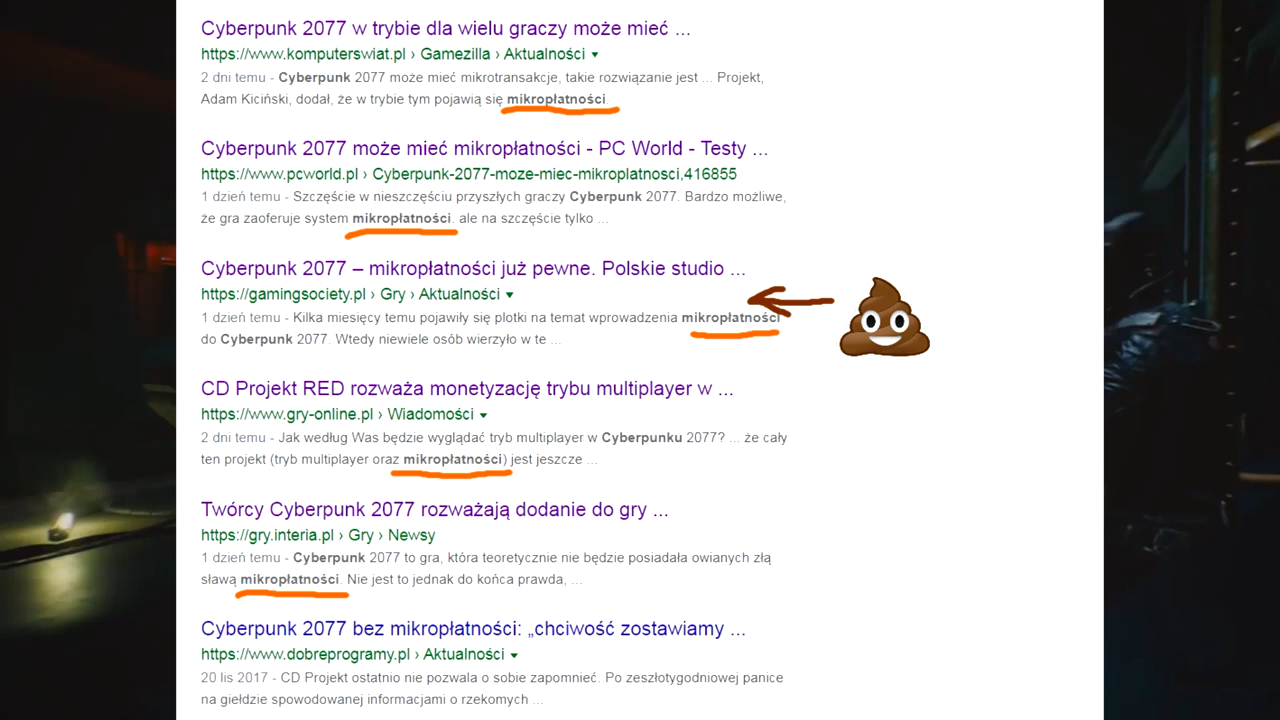 Cyberpunk 2077 w trybie dla wielu graczy może mieć ...
https://www.komputerswiat.pl › Gamezilla › Aktualności ▾
2 dni temu - Cyberpunk 2077 może mieć mikrotransakcje, takie rozwiązanie jest ... Projekt,
Adam Kiciński, dodał, że w trybie tym pojawią się mikropłatności
Cyberpunk 2077 może mieć mikropłatności - PC World - Testy ...
https://www.pcworld.pl › Cyberpunk-2077-moze-miec-mikroplatnosci,416855
1 dzień temu - Szczęście w nieszczęściu przyszłych graczy Cyberpunk 2077. Bardzo możliwe,
że gra zaoferuje system mikropłatności. ale na szczęście tylko ...
Cyberpunk 2077 – mikropłatności już pewne. Polskie studio ...
https://gamingsociety.pl › Gry › Aktualności ▾
1 dzień temu - Kilka miesięcy temu pojawiły się plotki na temat wprowadzenia mikropłatności
do Cyberpunk 2077. Wtedy niewiele osób wierzyło w te ...
CD Projekt RED rozważa monetyzację trybu multiplayer w ...
https://www.gry-online.pl › Wiadomości ▾
2 dni temu - Jak według Was będzie wyglądać tryb multiplayer w Cyberpunku 2077? ... że cały
ten projekt (tryb multiplayer oraz mikropłatności) jest jeszcze ...
Twórcy Cyberpunk 2077 rozważają dodanie do gry ...
https://gry.interia.pl › Gry › Newsy
1 dzień temu - Cyberpunk 2077 to gra, która teoretycznie nie będzie posiadała owianych złą
sławą mikropłatności. Nie jest to jednak do końca prawda, ...
Cyberpunk 2077 bez mikropłatności: „chciwość zostawiamy ...
https://www.dobreprogramy.pl › Aktualności ▾
20 lis 2017 - CD Projekt ostatnio nie pozwala o sobie zapomnieć. Po zeszłotygodniowej panice
na giełdzie spowodowanej informacjami o rzekomych ...